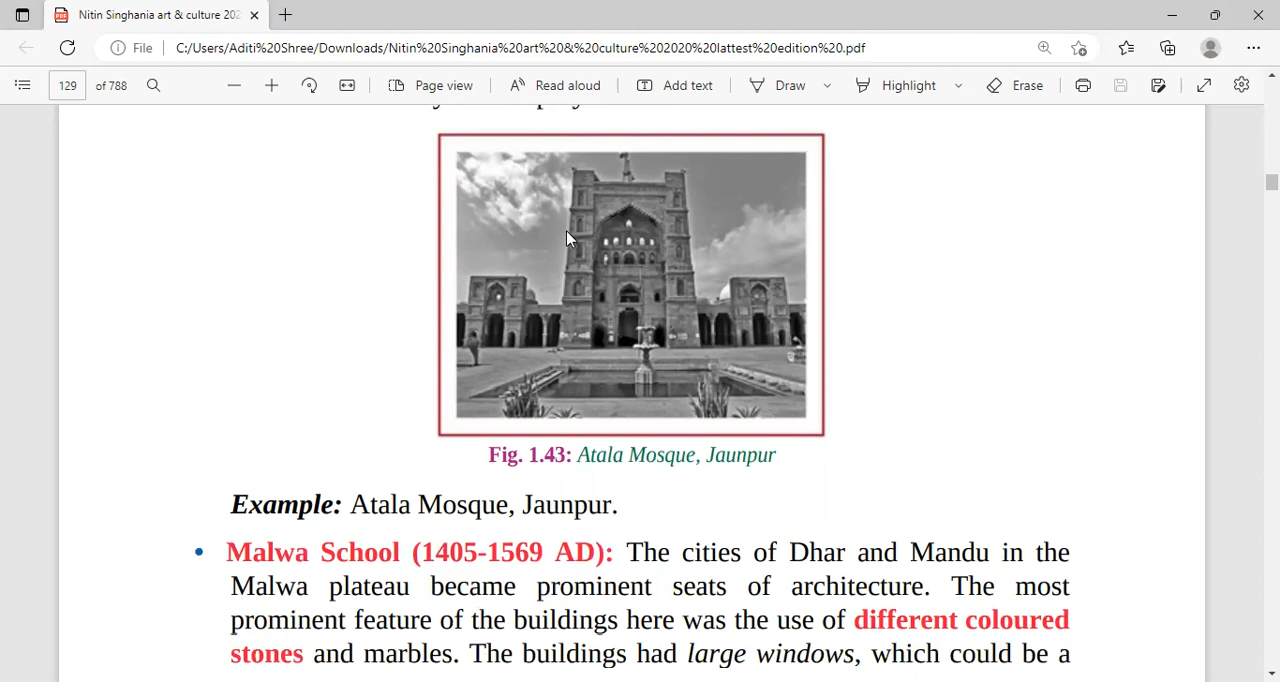 Nitin Singhania art & culture 202
File
C:/Users/Aditi%20Shree/Downloads/Nitin%20Singhania%20art%20&%20culture%202020%20lattest%20edition%20.pdf
129 of 788
Page view
Read aloud
Add text
Draw
Highlight
Erase
Fig. 1.43: Atala Mosque, Jaunpur
Example: Atala Mosque, Jaunpur.
• Malwa School (1405-1569 AD): The cities of Dhar and Mandu in the
Malwa plateau became prominent seats of architecture. The most
prominent feature of the buildings here was the use of different coloured
stones and marbles. The buildings had large windows, which could be a